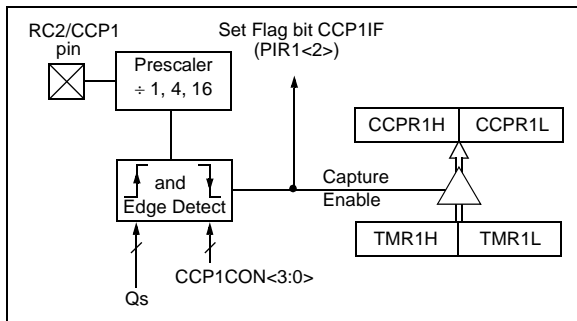 RC2/CCP1
pin
Prescaler
÷ 1, 4, 16
Set Flag bit CCP1IF
(PIR1<2>)
CCPR1H
CCPR1L
and
Edge Detect
Capture
Enable
TMR1H
TMR1L
CCP1CON<3:0>
Qs